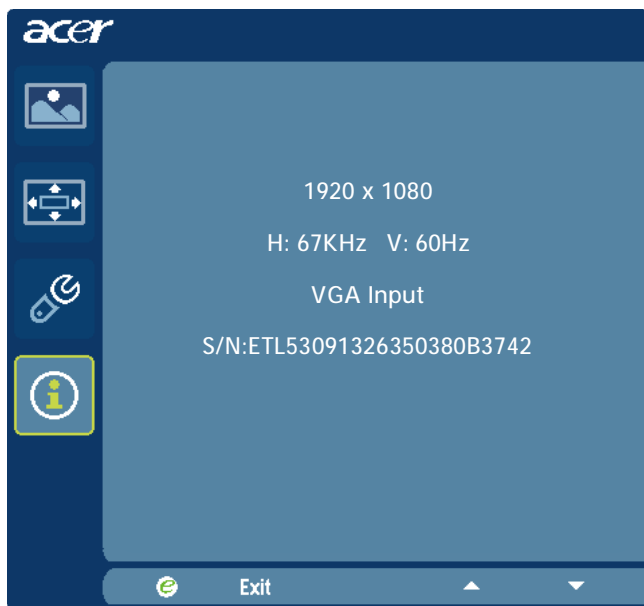 acer
1920 x 1080
H: 67KHz V: 60Hz
VGA Input
S/N:ETL53091326350380B3742
e Exit